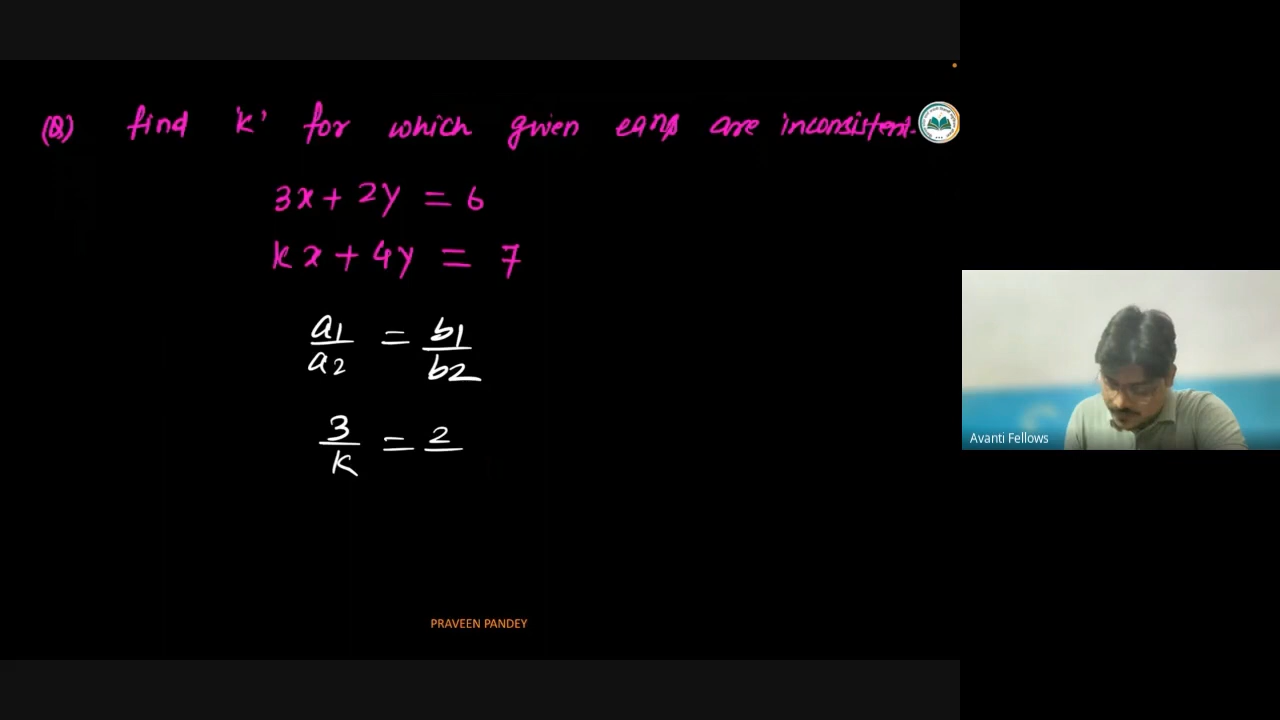 (Q) find 'k' for which given eqns are inconsistent.
3x + 2y = 6
kx + 4y = 7
a1/a2 = b1/b2
3/k = 2/
PRAVEEN PANDEY
Avanti Fellows